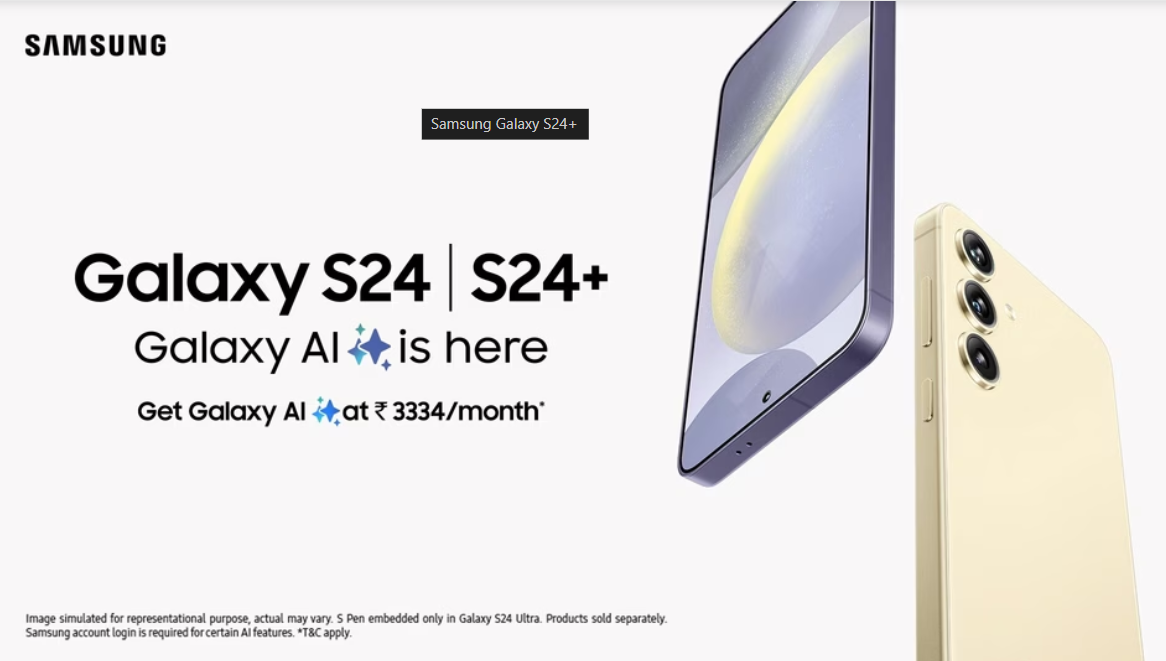 SAMSUNG
Samsung Galaxy S24+
Galaxy S24 | S24+
Galaxy AI is here
Get Galaxy AI at ₹ 3334/month*
Image simulated for representational purpose, actual may vary. S Pen embedded only in Galaxy S24 Ultra. Products sold separately.
Samsung account login is required for certain AI features. *T&C apply.